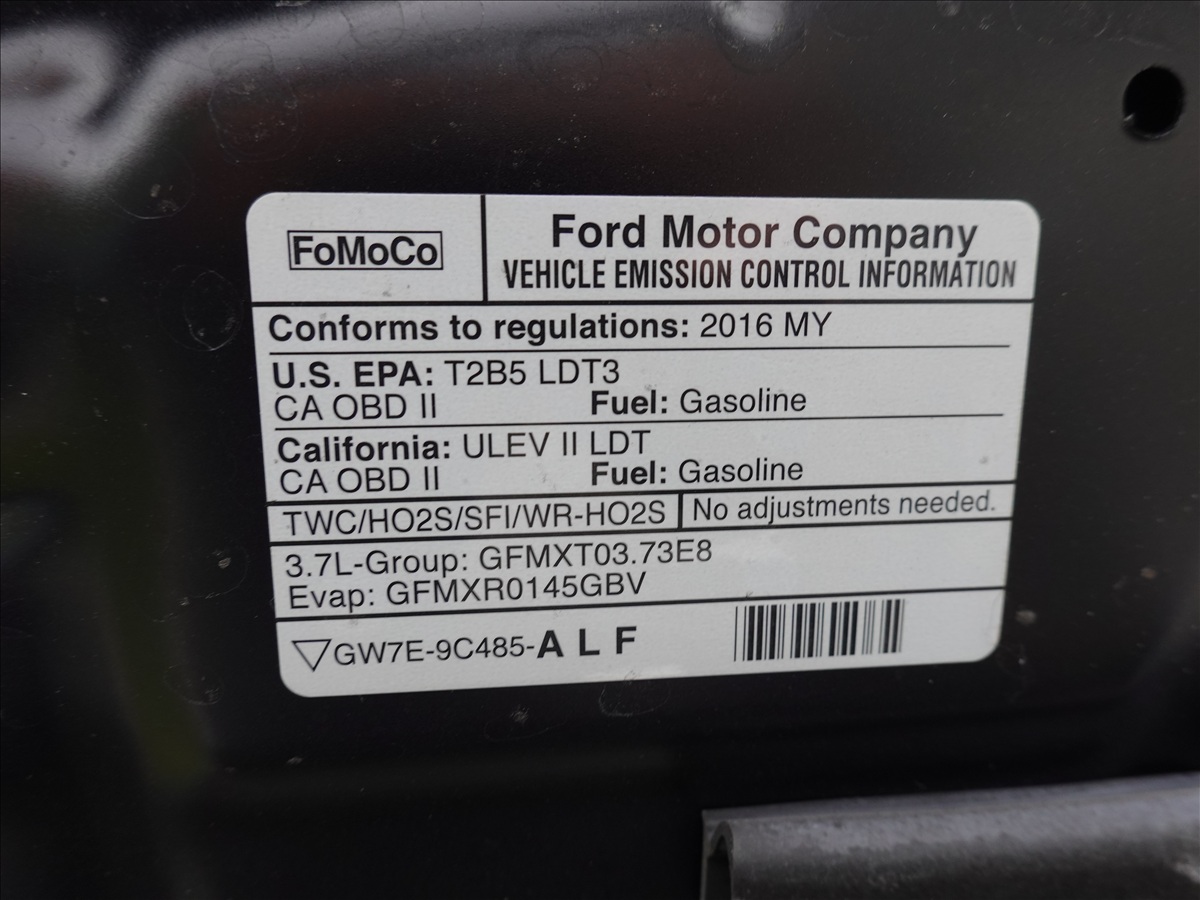 FoMoCo
Ford Motor Company
VEHICLE EMISSION CONTROL INFORMATION
Conforms to regulations: 2016 MY
U.S. EPA: T2B5 LDT3
CA OBD II Fuel: Gasoline
California: ULEV II LDT
CA OBD II Fuel: Gasoline
TWC/HO2S/SFI/WR-HO2S No adjustments needed.
3.7L-Group: GFMXT03.73E8
Evap: GFMXR0145GBV
GW7E-9C485-A L F